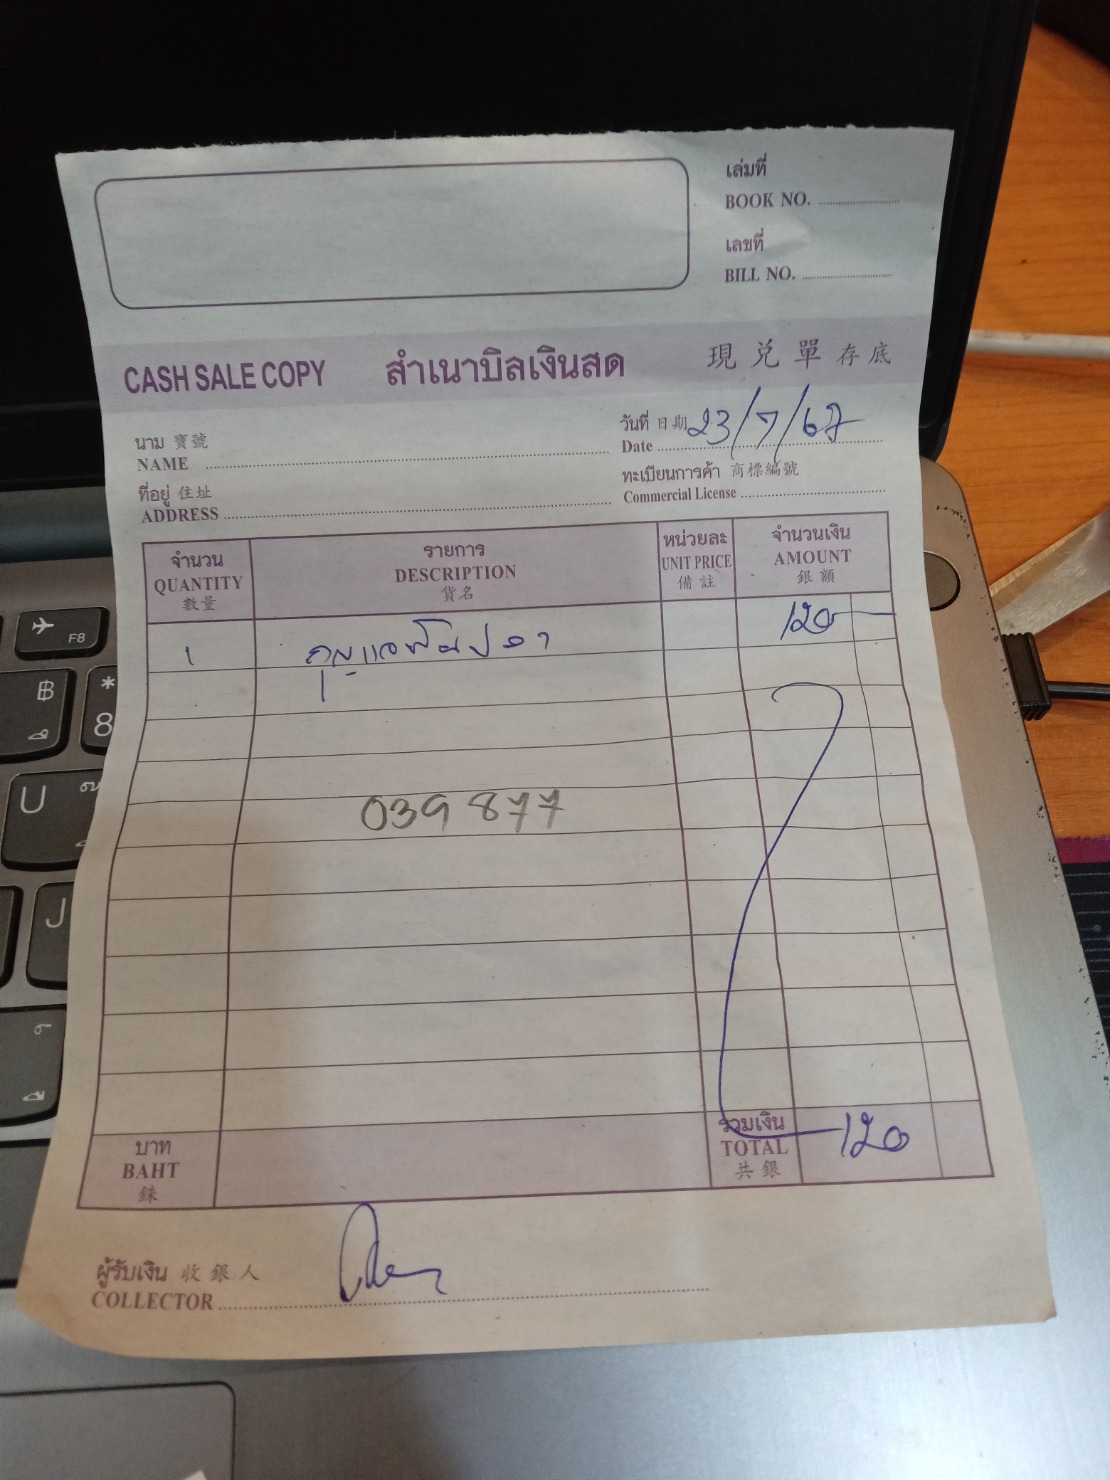 เล่มที่
BOOK NO.
เลขที่
BILL NO.
CASH SALE COPY สำเนาบิลเงินสด 現兌單存底
นาม 寶號
NAME
วันที่ 日期 23/7/67
Date
ที่อยู่ 住址
ADDRESS
ทะเบียนการค้า 商標編號
Commercial License
จำนวน รายการ หน่วยละ จำนวนเงิน
QUANTITY DESCRIPTION UNIT PRICE AMOUNT
數量 貨名 備註 銀額
1 120
039877
บาท รวมเงิน
BAHT TOTAL 120
銖 共銀
ผู้รับเงิน 收銀人
COLLECTOR
F8
฿
*
8
U
J